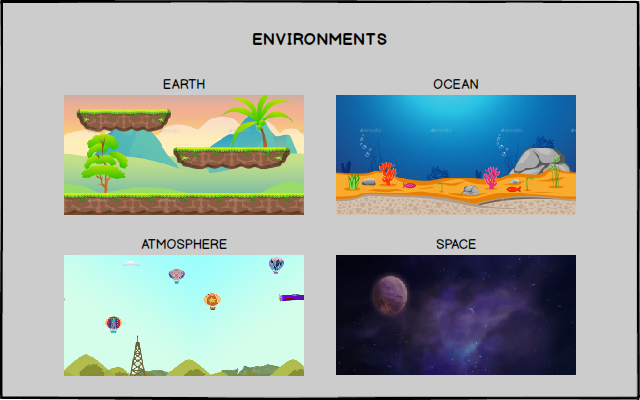 ENVIRONMENTS
EARTH
OCEAN
ATMOSPHERE
SPACE